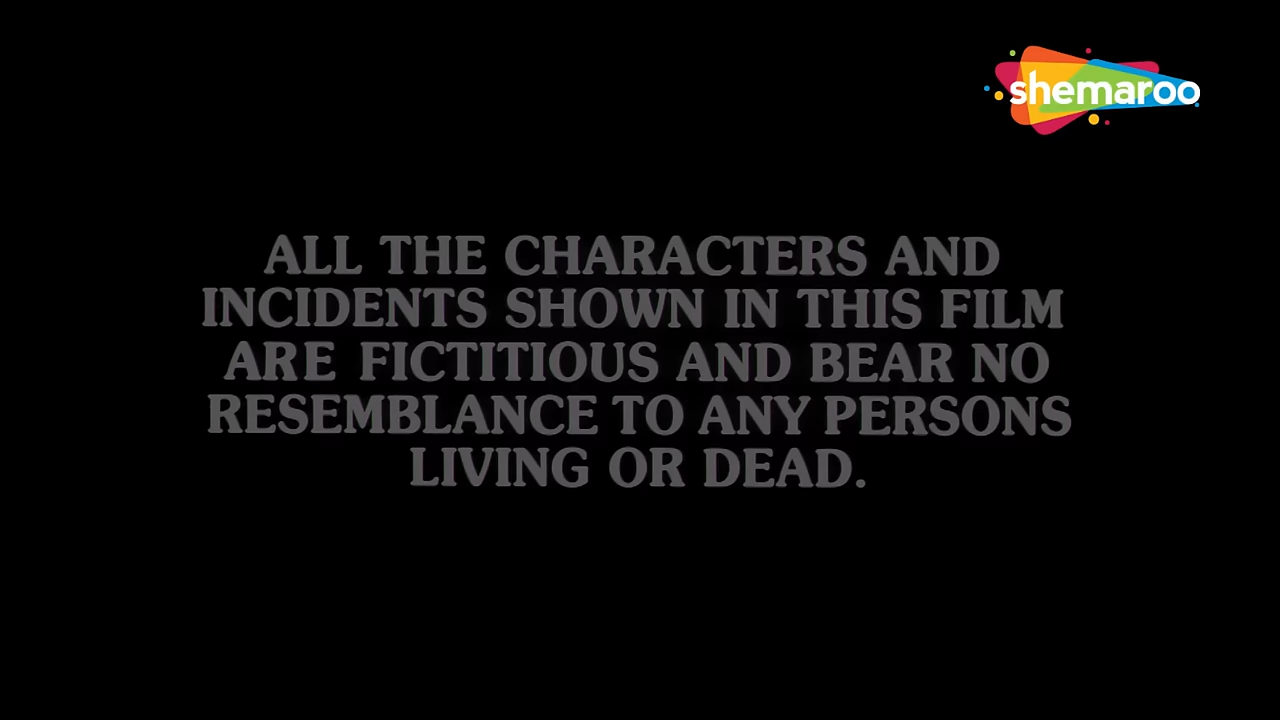 shemaroo
ALL THE CHARACTERS AND
INCIDENTS SHOWN IN THIS FILM
ARE FICTITIOUS AND BEAR NO
RESEMBLANCE TO ANY PERSONS
LIVING OR DEAD.